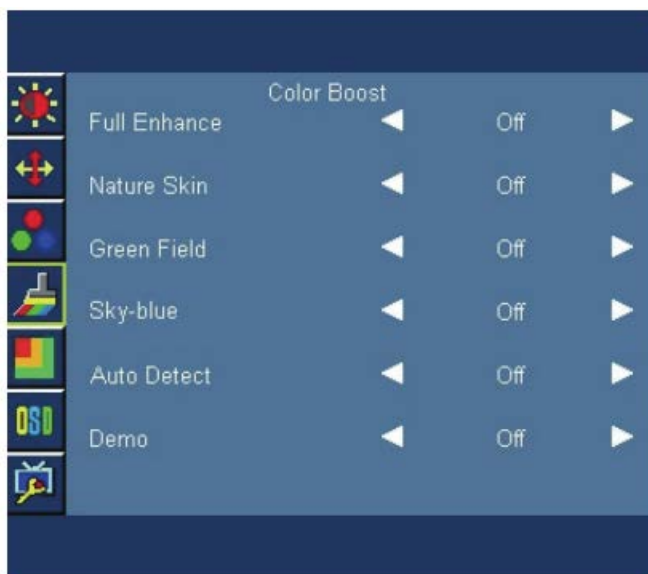 Color Boost
Full Enhance Off
Nature Skin Off
Green Field Off
Sky-blue Off
Auto Detect Off
OSD
Demo Off